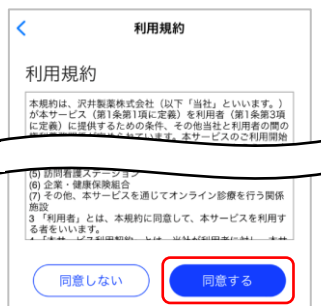 利用規約
利用規約
本規約は、沢井製薬株式会社（以下「当社」といいます。）
が本サービス（第1条第1項に定義）を利用者（第1条第3項
に定義）に提供するための条件、その他当社と利用者の間の
(5) 訪問看護ステーション
(6) 企業・健康保険組合
(7) その他、本サービスを通じてオンライン診療を行う関係
施設
3 「利用者」とは、本規約に同意して、本サービスを利用す
る者をいいます。
同意しない
同意する